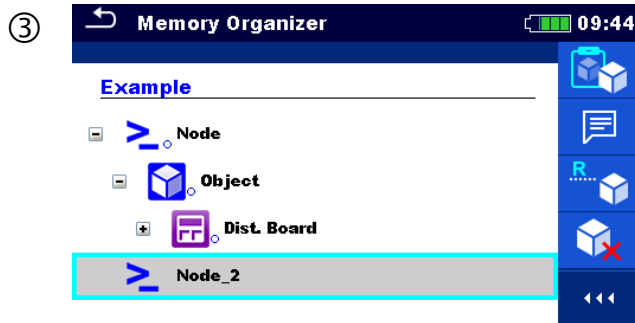 ③
Memory Organizer 09:44
Example
Node
Object
Dist. Board
Node_2
R